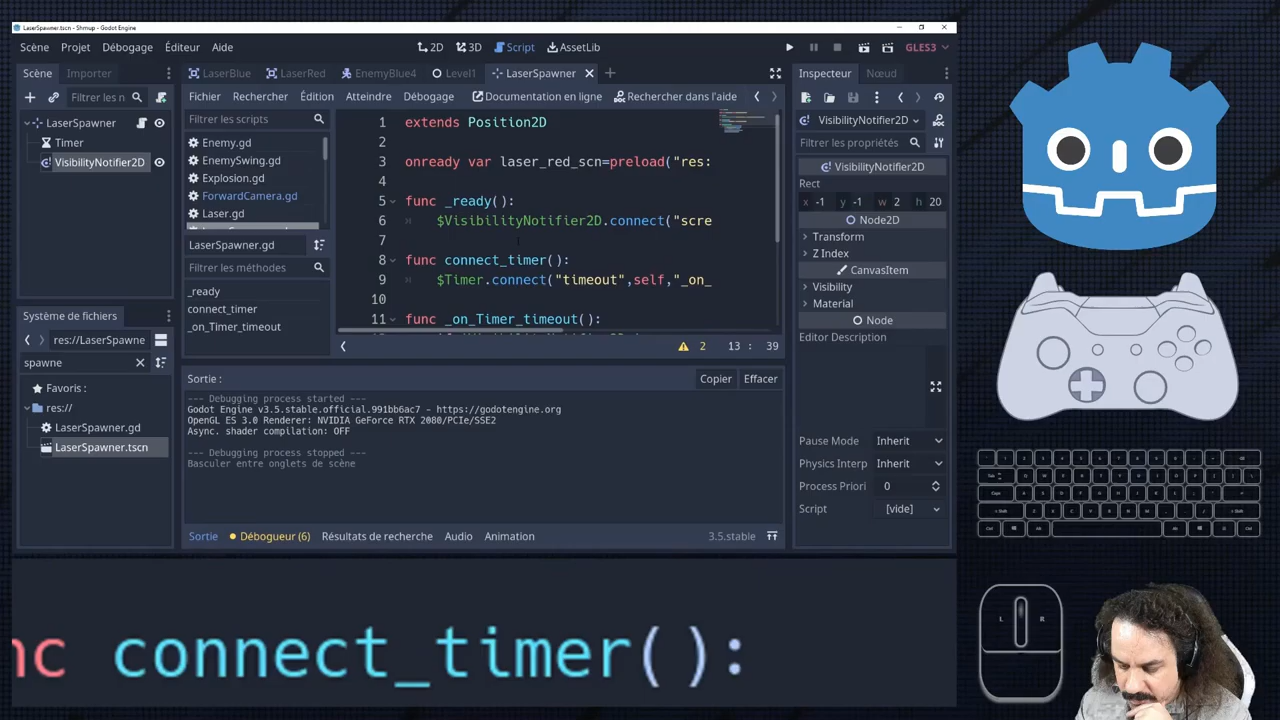 LaserSpawner.tscn - Shmup - Godot Engine
Scène Projet Débogage Éditeur Aide
2D 3D Script AssetLib
GLES3
Scène Importer
LaserBlue LaserRed EnemyBlue4 Level1 LaserSpawner
Inspecteur Nœud
Filtrer les n
Fichier Rechercher Édition Atteindre Débogage Documentation en ligne Rechercher dans l'aide
LaserSpawner
Timer
VisibilityNotifier2D
Filtrer les scripts
Enemy.gd
EnemySwing.gd
Explosion.gd
ForwardCamera.gd
Laser.gd
LaserSpawner.gd
Filtrer les méthodes
_ready
connect_timer
_on_Timer_timeout
1 extends Position2D
2
3 onready var laser_red_scn=preload("res:
4
5 func _ready():
6 $VisibilityNotifier2D.connect("scre
7
8 func connect_timer():
9 $Timer.connect("timeout",self,"_on_
10
11 func _on_Timer_timeout():
2 13 : 39
VisibilityNotifier2D
Filtrer les propriétés
VisibilityNotifier2D
Rect
x -1 y -1 w 2 h 20
Node2D
Transform
Z Index
CanvasItem
Visibility
Material
Node
Editor Description
Pause Mode Inherit
Physics Interp Inherit
Process Priori 0
Script [vide]
Système de fichiers
res://LaserSpawne
spawne
Favoris :
res://
LaserSpawner.gd
LaserSpawner.tscn
Sortie : Copier Effacer
--- Debugging process started ---
Godot Engine v3.5.stable.official.991bb6ac7 - https://godotengine.org
OpenGL ES 3.0 Renderer: NVIDIA GeForce RTX 2080/PCIe/SSE2
Async. shader compilation: OFF
--- Debugging process stopped ---
Basculer entre onglets de scène
Sortie Débogueur (6) Résultats de recherche Audio Animation 3.5.stable
nc connect_timer():
L R